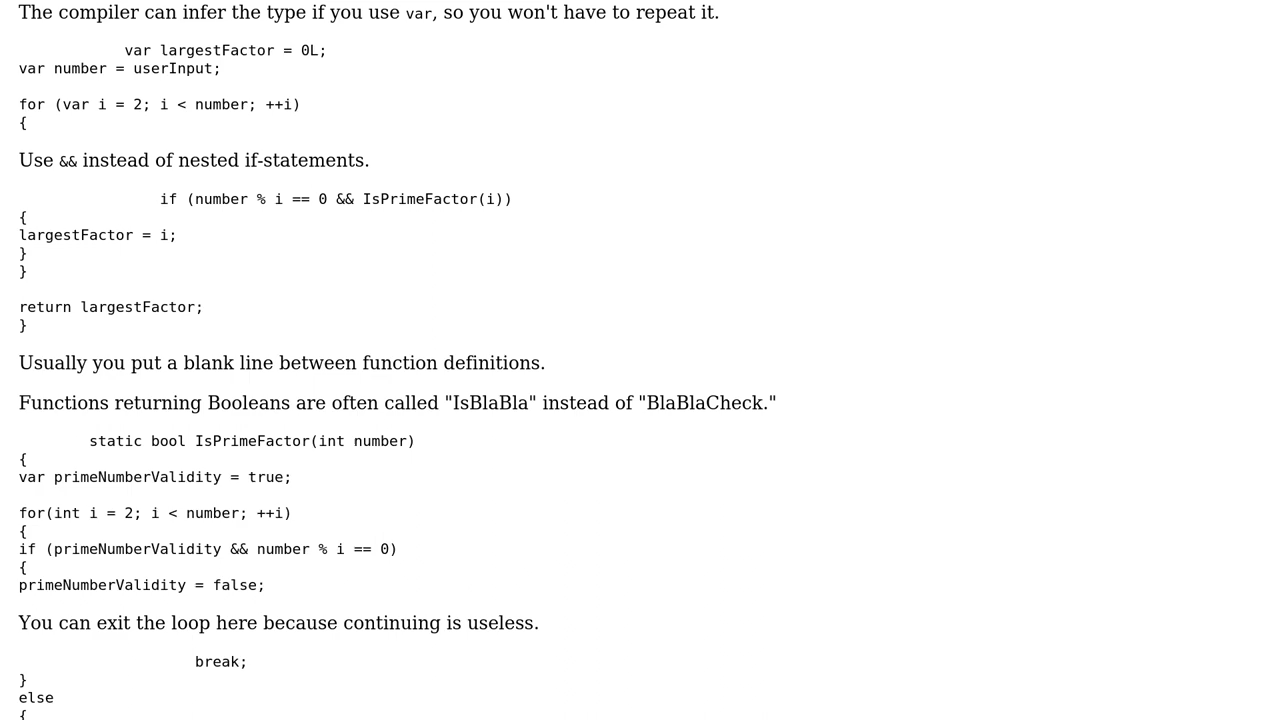 The compiler can infer the type if you use var, so you won't have to repeat it.
var largestFactor = 0L;
var number = userInput;
for (var i = 2; i < number; ++i)
{
Use && instead of nested if-statements.
if (number % i == 0 && IsPrimeFactor(i))
{
largestFactor = i;
}
}
return largestFactor;
}
Usually you put a blank line between function definitions.
Functions returning Booleans are often called "IsBlaBla" instead of "BlaBlaCheck."
static bool IsPrimeFactor(int number)
{
var primeNumberValidity = true;
for(int i = 2; i < number; ++i)
{
if (primeNumberValidity && number % i == 0)
{
primeNumberValidity = false;
You can exit the loop here because continuing is useless.
break;
}
else
{